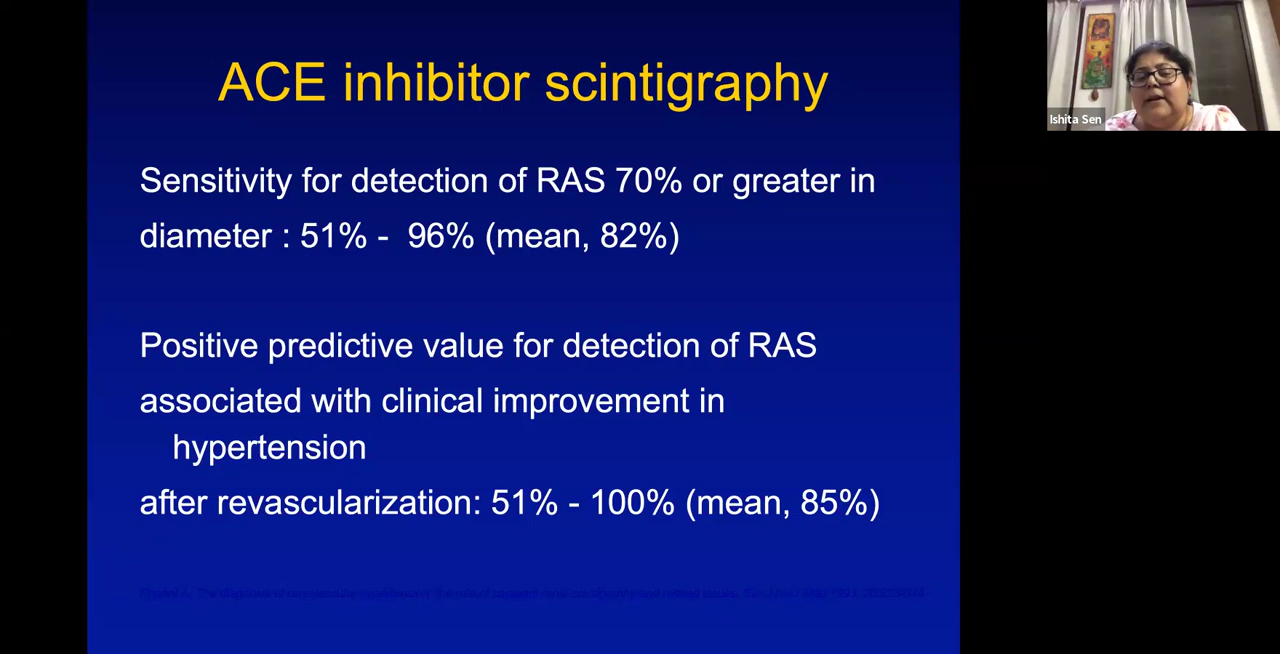 ACE inhibitor scintigraphy
Ishita Sen
Sensitivity for detection of RAS 70% or greater in
diameter : 51% - 96% (mean, 82%)
Positive predictive value for detection of RAS
associated with clinical improvement in
hypertension
after revascularization: 51% - 100% (mean, 85%)